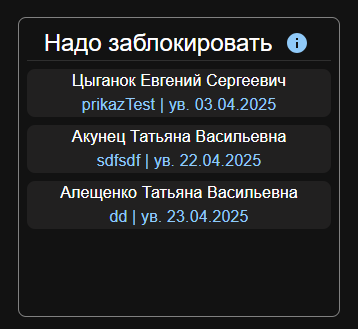 Надо заблокировать
Цыганок Евгений Сергеевич
prikazTest | ув. 03.04.2025
Акунец Татьяна Васильевна
sdfsdf | ув. 22.04.2025
Алещенко Татьяна Васильевна
dd | ув. 23.04.2025